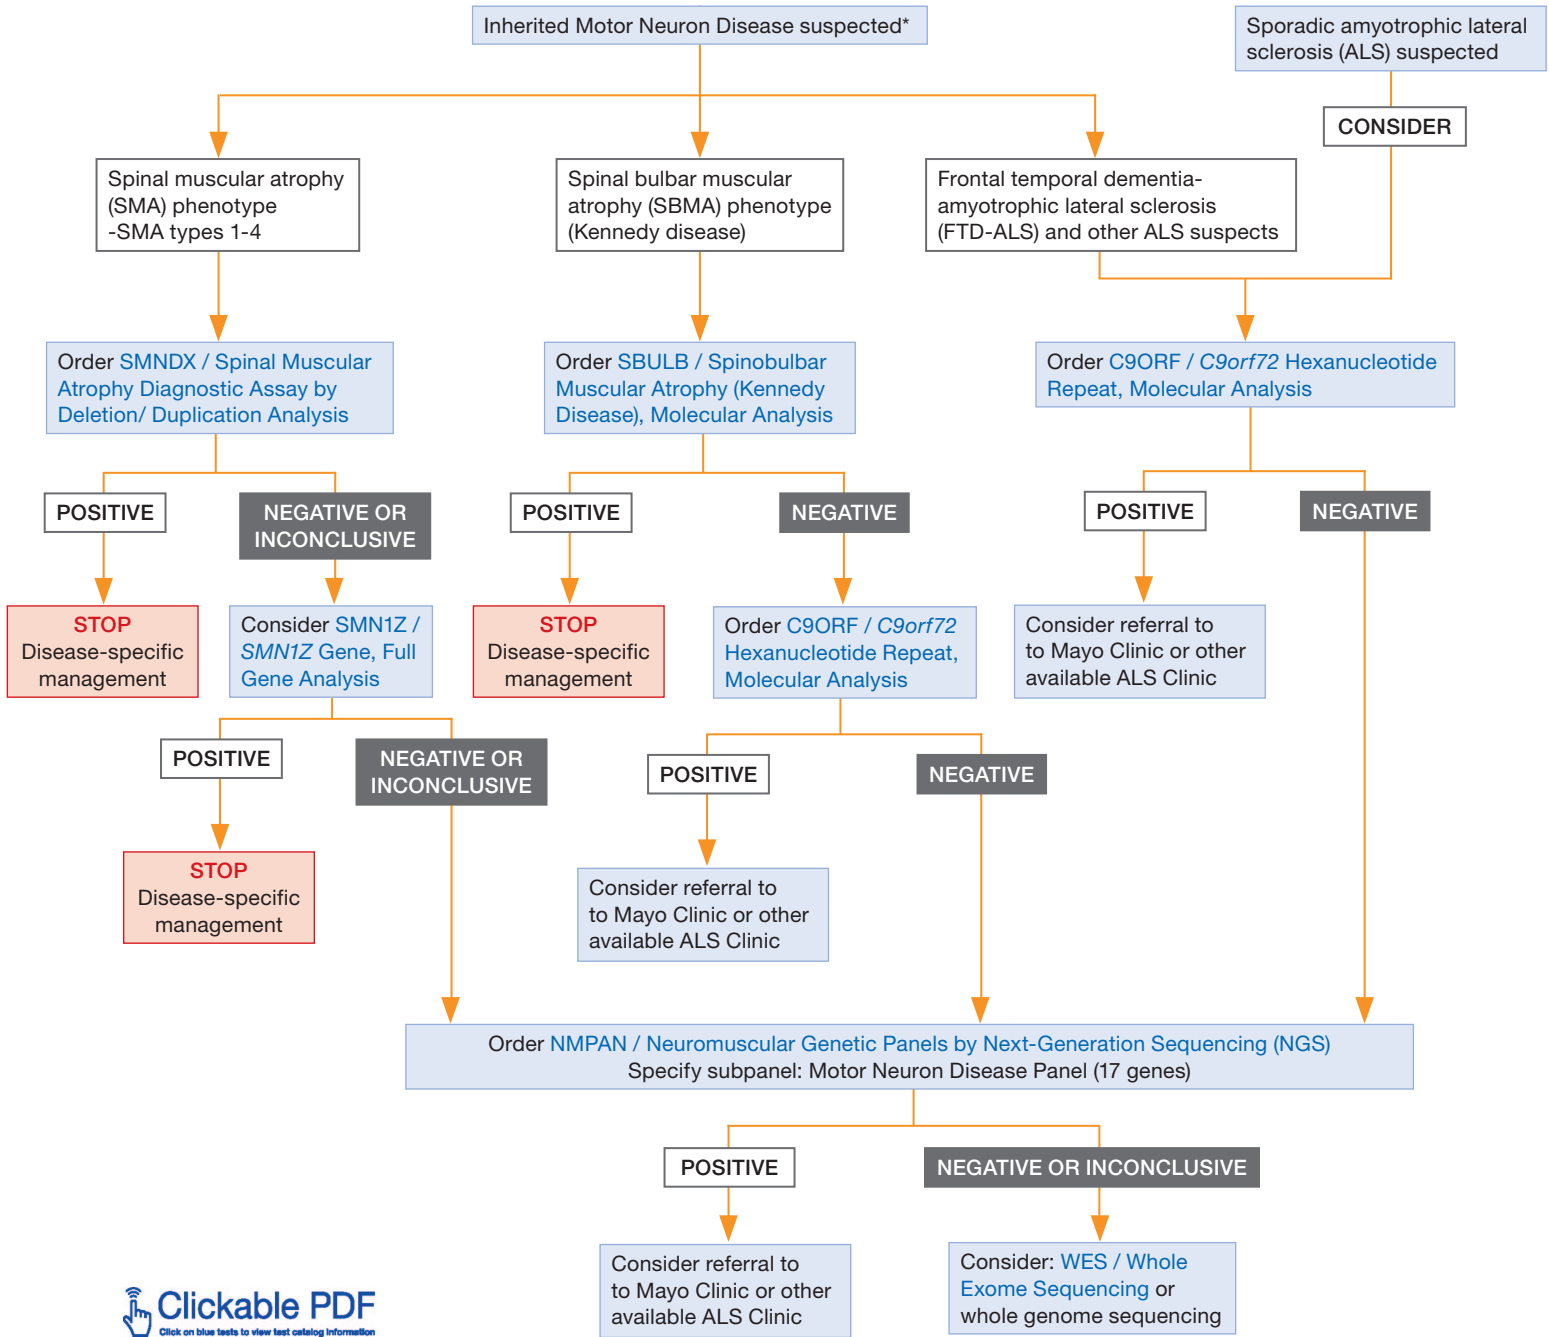 Inherited Motor Neuron Disease suspected*
Sporadic amyotrophic lateral
sclerosis (ALS) suspected
CONSIDER
Spinal muscular atrophy
(SMA) phenotype
-SMA types 1-4
Spinal bulbar muscular
atrophy (SBMA) phenotype
(Kennedy disease)
Frontal temporal dementia-
amyotrophic lateral sclerosis
(FTD-ALS) and other ALS suspects
Order SMNDX / Spinal Muscular
Atrophy Diagnostic Assay by
Deletion/ Duplication Analysis
Order SBULB / Spinobulbar
Muscular Atrophy (Kennedy
Disease), Molecular Analysis
Order C9ORF / C9orf72 Hexanucleotide
Repeat, Molecular Analysis
POSITIVE
NEGATIVE OR
INCONCLUSIVE
POSITIVE
NEGATIVE
POSITIVE
NEGATIVE
STOP
Disease-specific
management
Consider SMN1Z /
SMN1Z Gene, Full
Gene Analysis
STOP
Disease-specific
management
Order C9ORF / C9orf72
Hexanucleotide Repeat,
Molecular Analysis
Consider referral to
to Mayo Clinic or other
available ALS Clinic
POSITIVE
NEGATIVE OR
INCONCLUSIVE
POSITIVE
NEGATIVE
STOP
Disease-specific
management
Consider referral to
to Mayo Clinic or other
available ALS Clinic
Order NMPAN / Neuromuscular Genetic Panels by Next-Generation Sequencing (NGS)
Specify subpanel: Motor Neuron Disease Panel (17 genes)
POSITIVE
NEGATIVE OR INCONCLUSIVE
Consider referral to
to Mayo Clinic or other
available ALS Clinic
Consider: WES / Whole
Exome Sequencing or
whole genome sequencing
Clickable PDF
Click on blue tests to view test catalog information